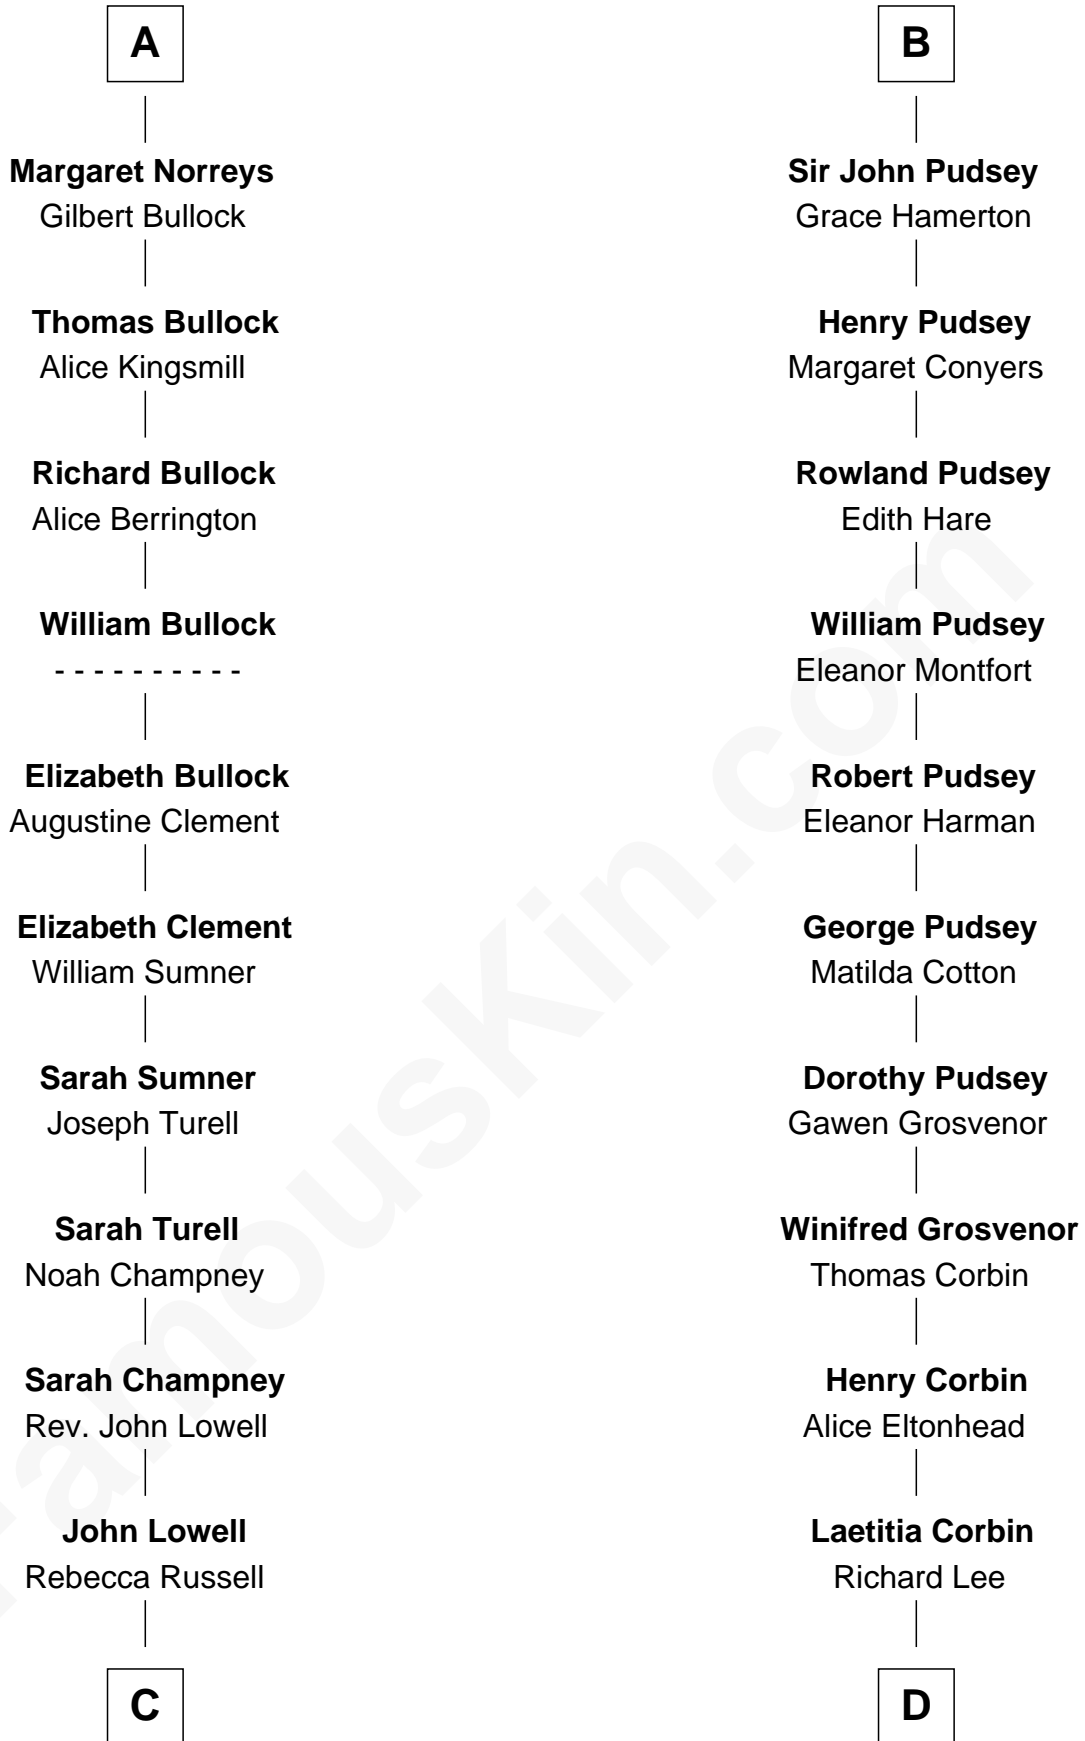 A
Margaret Norreys
Gilbert Bullock
Thomas Bullock
Alice Kingsmill
Richard Bullock
Alice Berrington
William Bullock
- - - - - - - - - -
Elizabeth Bullock
Augustine Clement
Elizabeth Clement
William Sumner
Sarah Sumner
Joseph Turell
Sarah Turell
Noah Champney
Sarah Champney
Rev. John Lowell
John Lowell
Rebecca Russell
C
B
Sir John Pudsey
Grace Hamerton
Henry Pudsey
Margaret Conyers
Rowland Pudsey
Edith Hare
William Pudsey
Eleanor Montfort
Robert Pudsey
Eleanor Harman
George Pudsey
Matilda Cotton
Dorothy Pudsey
Gawen Grosvenor
Winifred Grosvenor
Thomas Corbin
Henry Corbin
Alice Eltonhead
Laetitia Corbin
Richard Lee
D
FamousKin.com